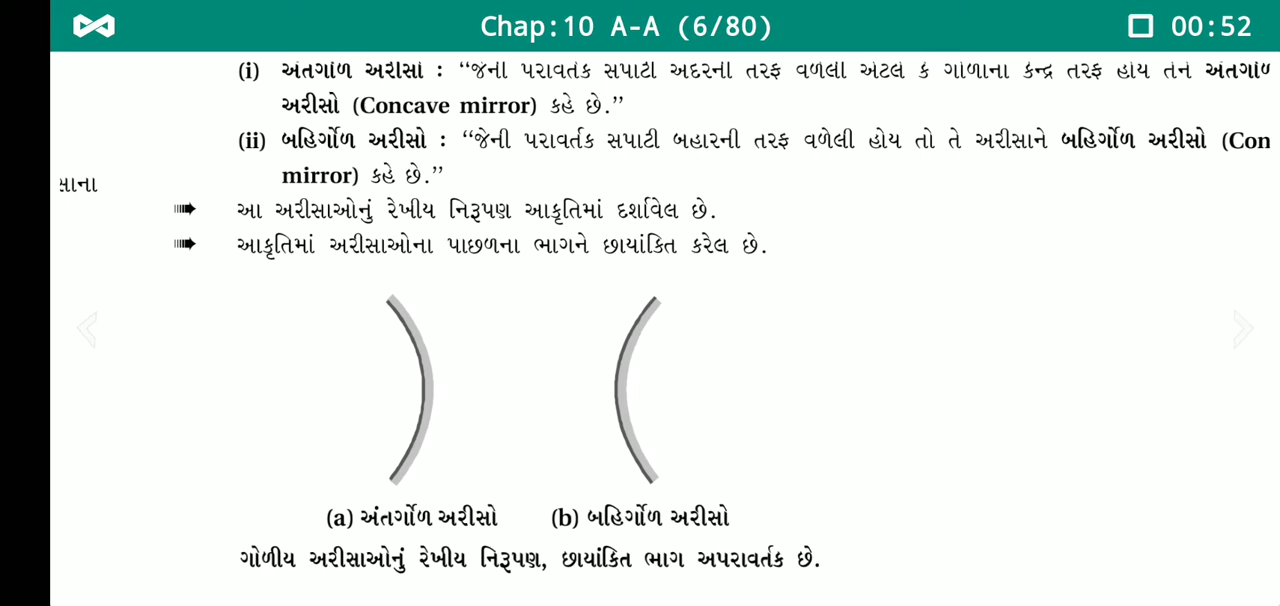 Chap:10 A-A (6/80) 00:52
(i) અંતર્ગોળ અરીસો : “જેની પરાવર્તક સપાટી અંદરની તરફ વળેલી એટલે કે ગોળાના કેન્દ્ર તરફ હોય તેને અંતર્ગોળ
અરીસો (Concave mirror) કહે છે.”
(ii) બહિર્ગોળ અરીસો : “જેની પરાવર્તક સપાટી બહારની તરફ વળેલી હોય તો તે અરીસાને બહિર્ગોળ અરીસો (Con
mirror) કહે છે.”
સાના
➠ આ અરીસાઓનું રેખીય નિરૂપણ આકૃતિમાં દર્શાવેલ છે.
➠ આકૃતિમાં અરીસાઓના પાછળના ભાગને છાયાંકિત કરેલ છે.
(a) અંતર્ગોળ અરીસો (b) બહિર્ગોળ અરીસો
ગોળીય અરીસાઓનું રેખીય નિરૂપણ, છાયાંકિત ભાગ અપરાવર્તક છે.